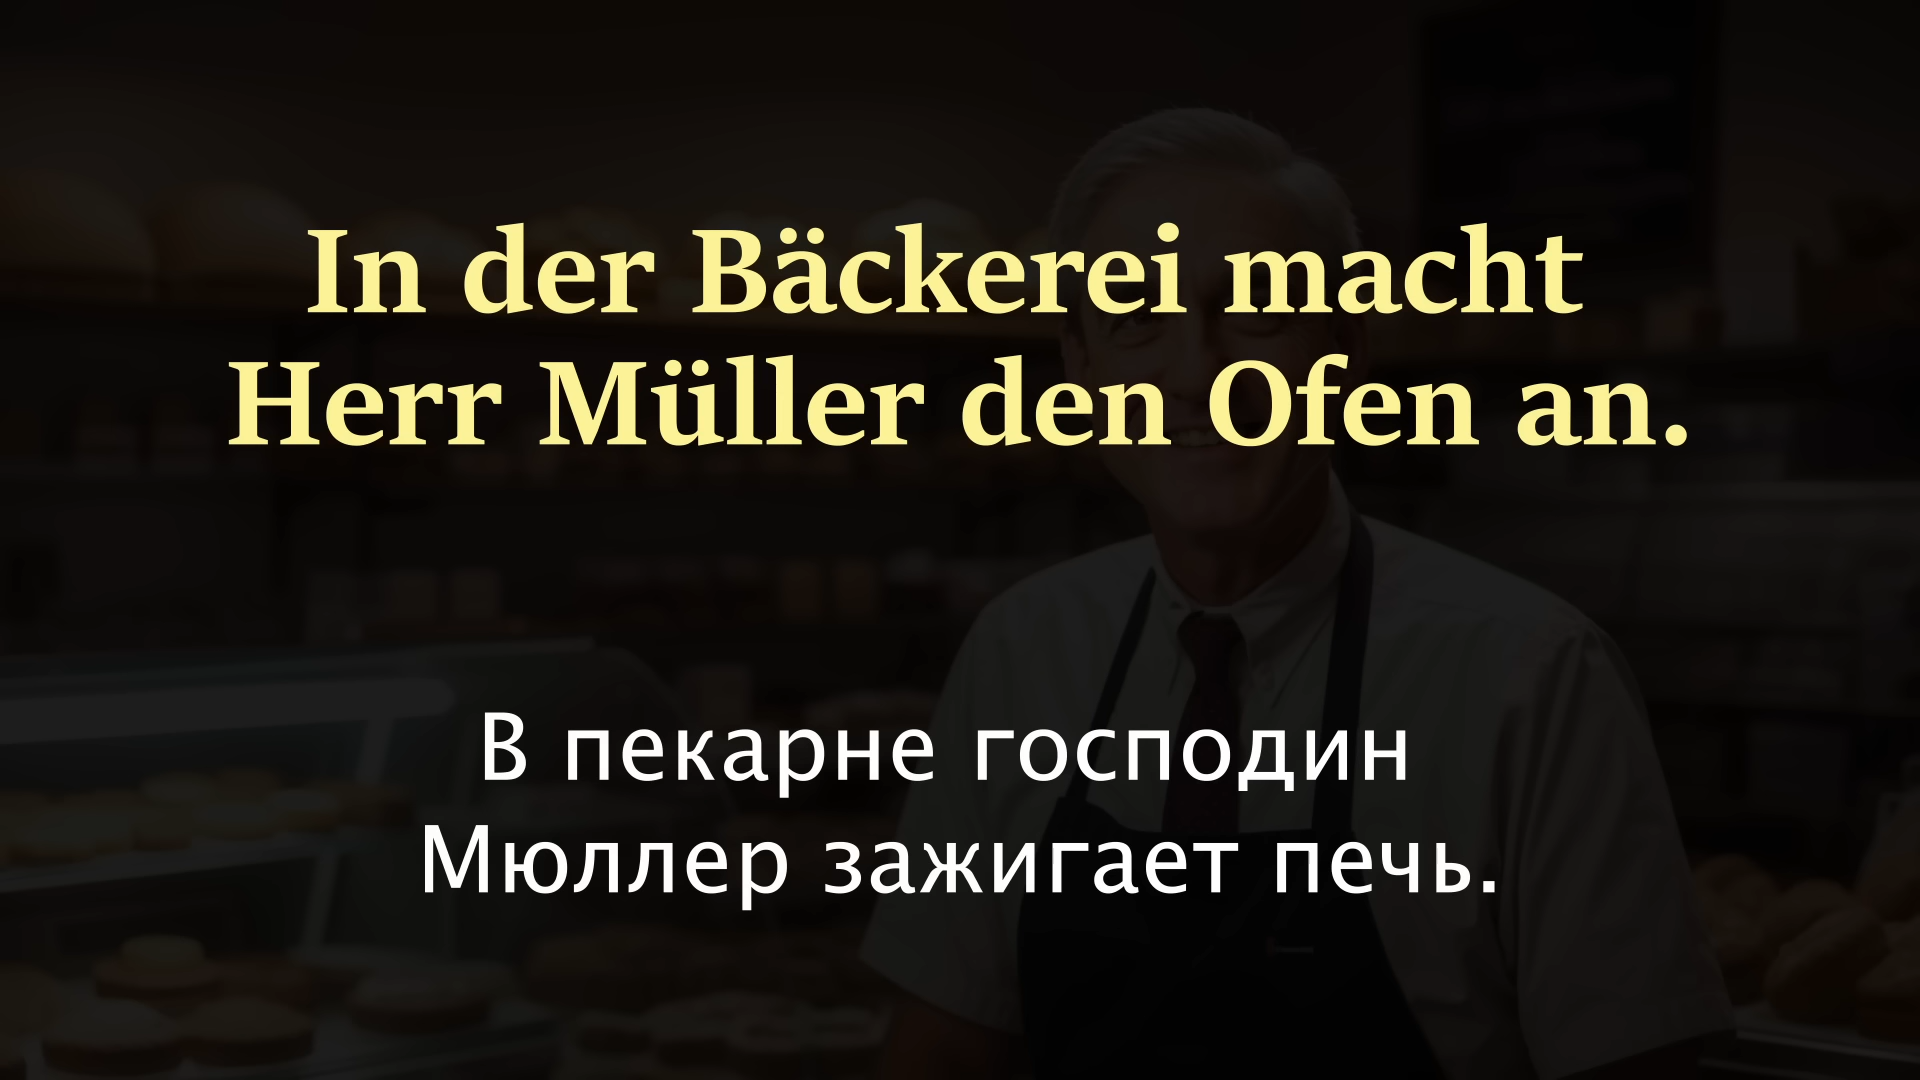 In der Bäckerei macht
Herr Müller den Ofen an.
В пекарне господин
Мюллер зажигает печь.